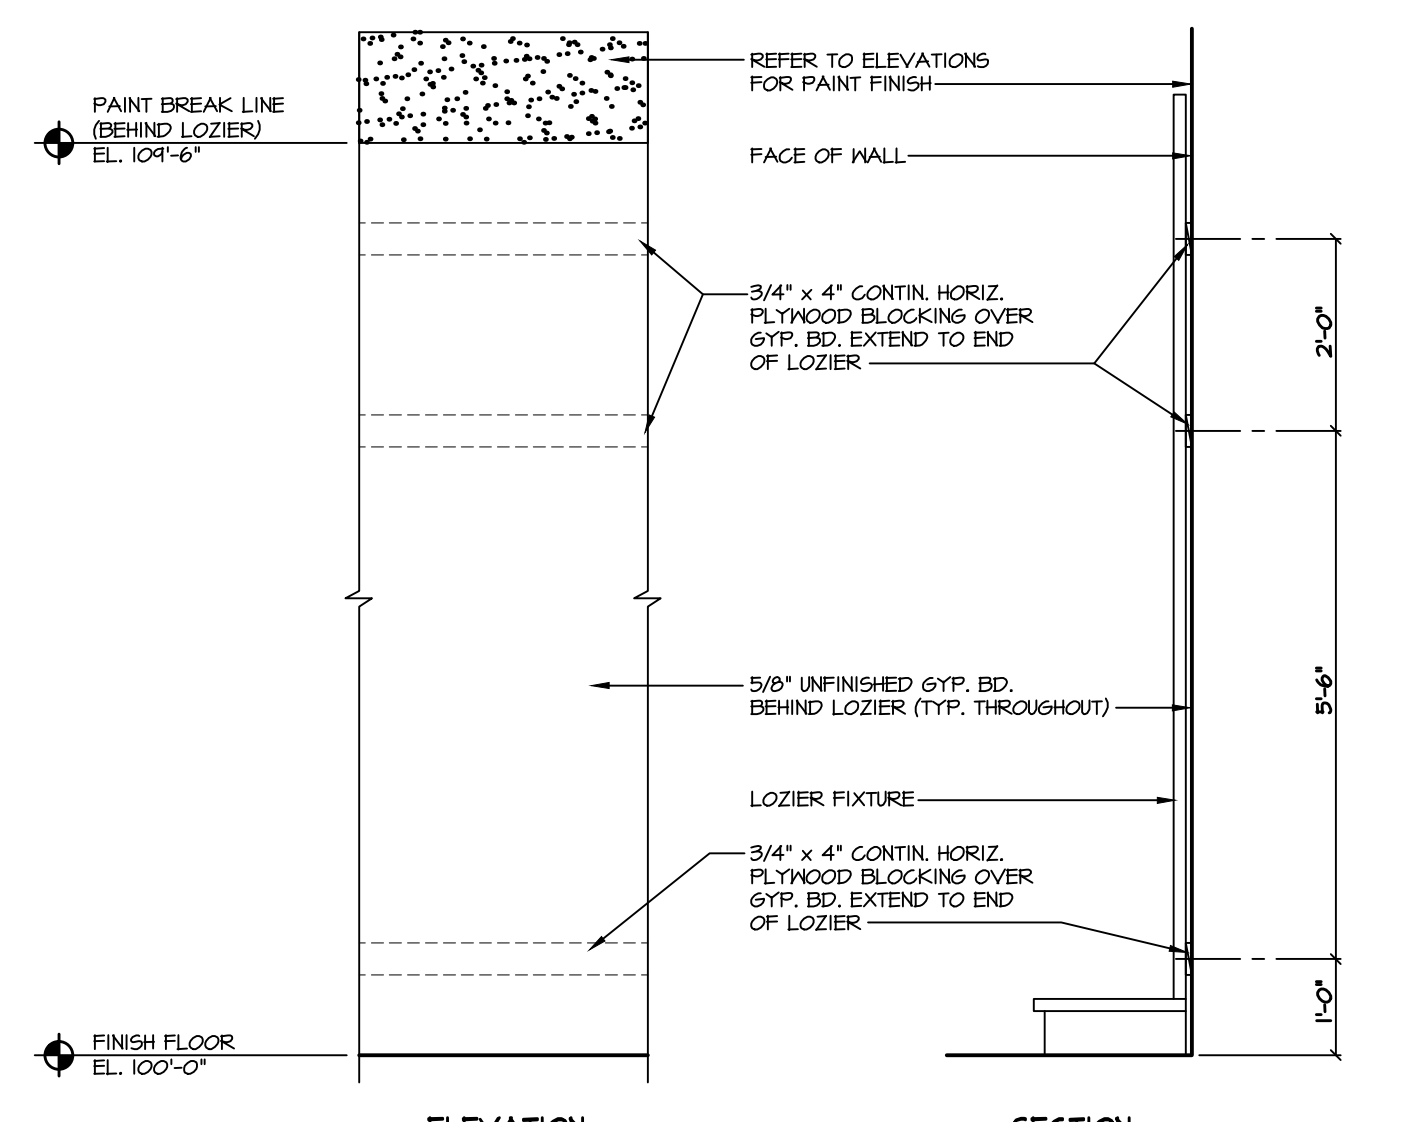 REFER TO ELEVATIONS
FOR PAINT FINISH
PAINT BREAK LINE
(BEHIND LOZIER)
EL. 109'-6"
FACE OF WALL
3/4" x 4" CONTIN. HORIZ.
PLYWOOD BLOCKING OVER
GYP. BD. EXTEND TO END
OF LOZIER
2'-0"
5/8" UNFINISHED GYP. BD.
BEHIND LOZIER (TYP. THROUGHOUT)
5'-6"
LOZIER FIXTURE
3/4" x 4" CONTIN. HORIZ.
PLYWOOD BLOCKING OVER
GYP. BD. EXTEND TO END
OF LOZIER
1'-0"
FINISH FLOOR
EL. 100'-0"
ELEVATION
SECTION